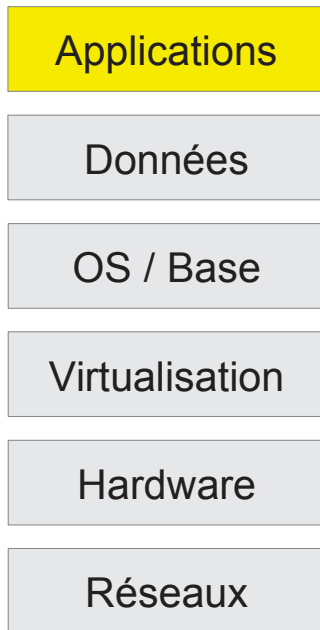 Applications
Données
OS / Base
Virtualisation
Hardware
Réseaux